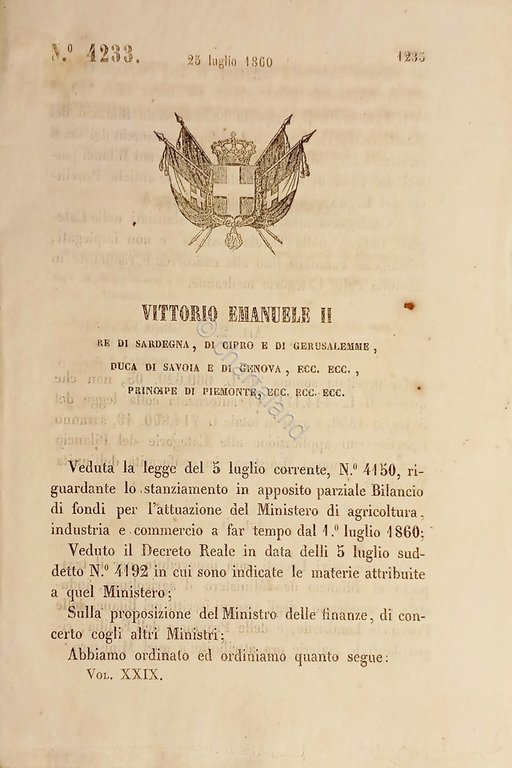 N.º 4233.
25 luglio 1860
1235
VITTORIO EMANUELE II
RE DI SARDEGNA, DI CIPRO E DI GERUSALEMME,
DUCA DI SAVOIA E DI GENOVA, ECC. ECC.,
PRINCIPE DI PIEMONTE, ECC. ECC. ECC.
Veduta la legge del 5 luglio corrente, N.º 4150, ri-
guardante lo stanziamento in apposito parziale Bilancio
di fondi per l'attuazione del Ministero di agricoltura,
industria e commercio a far tempo dal 1.º luglio 1860;
Veduto il Decreto Reale in data delli 5 luglio sud-
detto N.º 4192 in cui sono indicate le materie attribuite
a quel Ministero;
Sulla proposizione del Ministro delle finanze, di con-
certo cogli altri Ministri;
Abbiamo ordinato ed ordiniamo quanto segue:
VOL. XXIX.